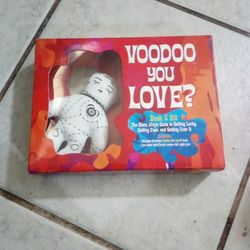 VOODOO
YOU
LOVE?
Book & Kit
The Black Magic Guide to Getting Lucky,
Getting Even, and Getting Over It